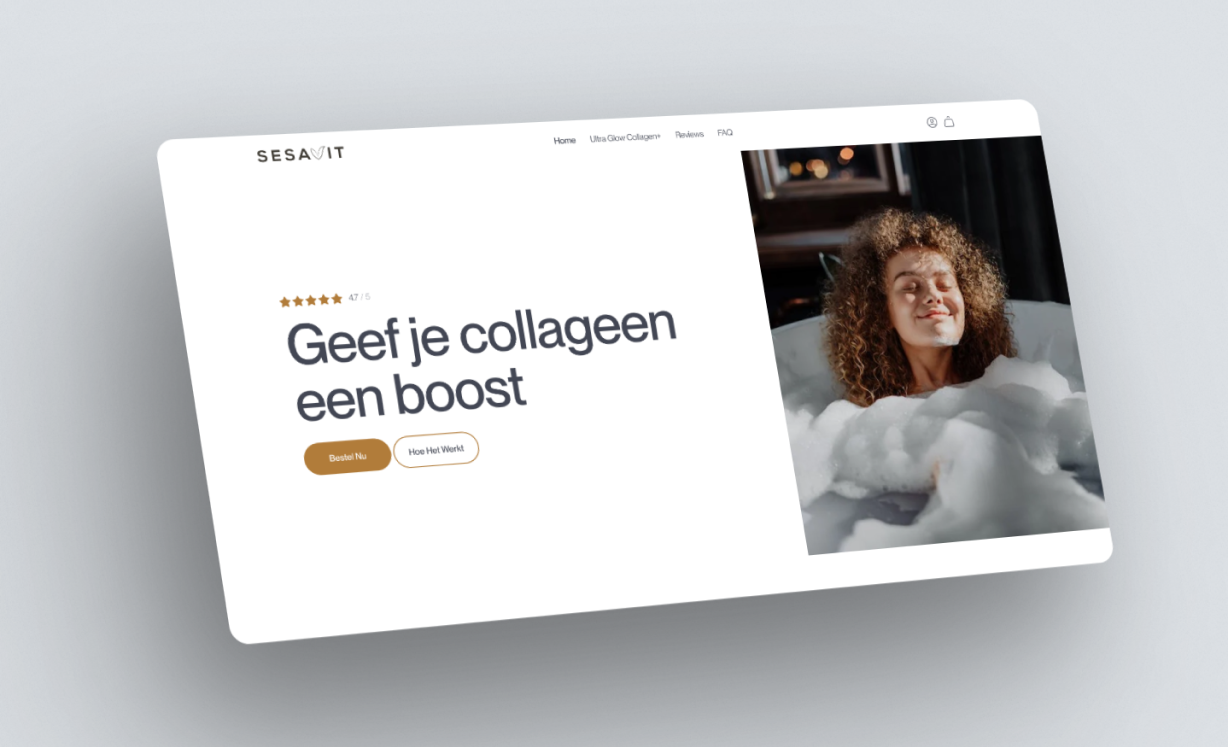 SESAVIT
Home Ultra Glow Collagen+ Reviews FAQ
4.7 / 5
Geef je collageen
een boost
Bestel Nu Hoe Het Werkt